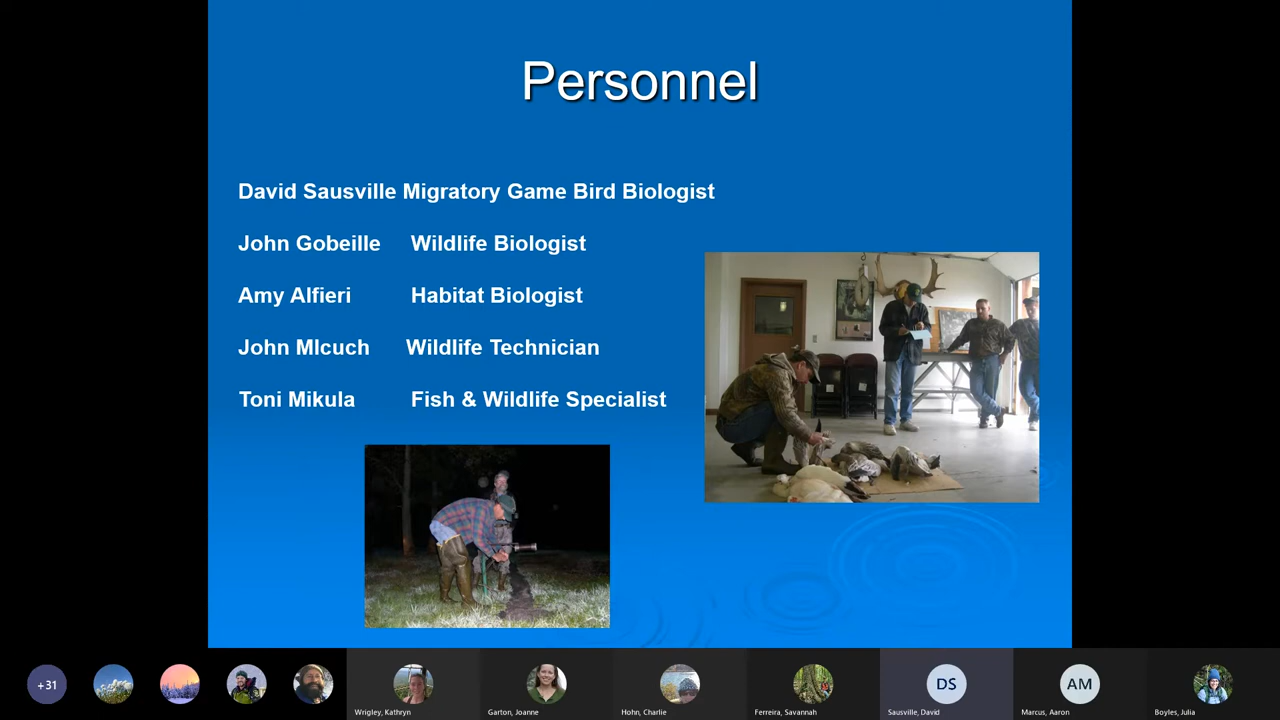 Personnel
David Sausville Migratory Game Bird Biologist
John Gobeille Wildlife Biologist
Amy Alfieri Habitat Biologist
John MIcuch Wildlife Technician
Toni Mikula Fish & Wildlife Specialist
+31
DS
AM
Wrigley, Kathryn
Garton, Joanne
Hohn, Charlie
Ferreira, Savannah
Sausville, David
Marcus, Aaron
Boyles, Julia